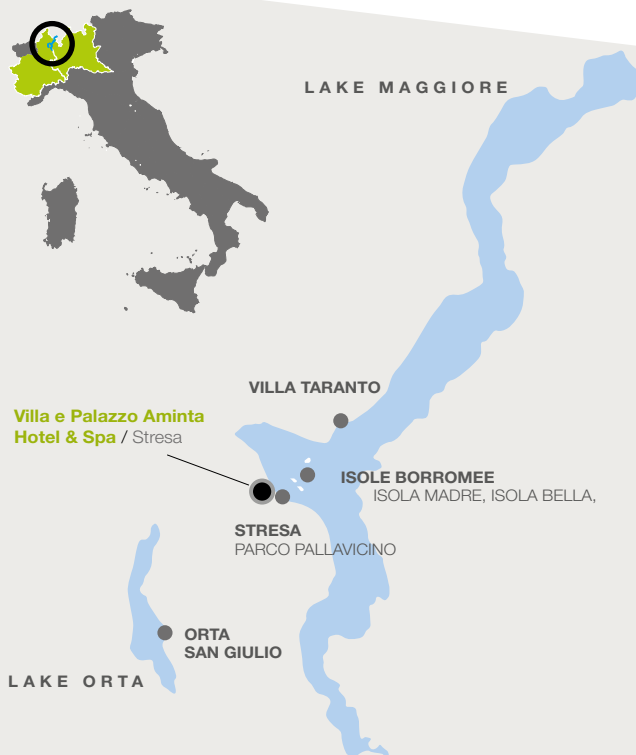 LAKE MAGGIORE
VILLA TARANTO
Villa e Palazzo Aminta
Hotel & Spa / Stresa
ISOLE BORROMEE
ISOLA MADRE, ISOLA BELLA,
STRESA
PARCO PALLAVICINO
ORTA
SAN GIULIO
LAKE ORTA